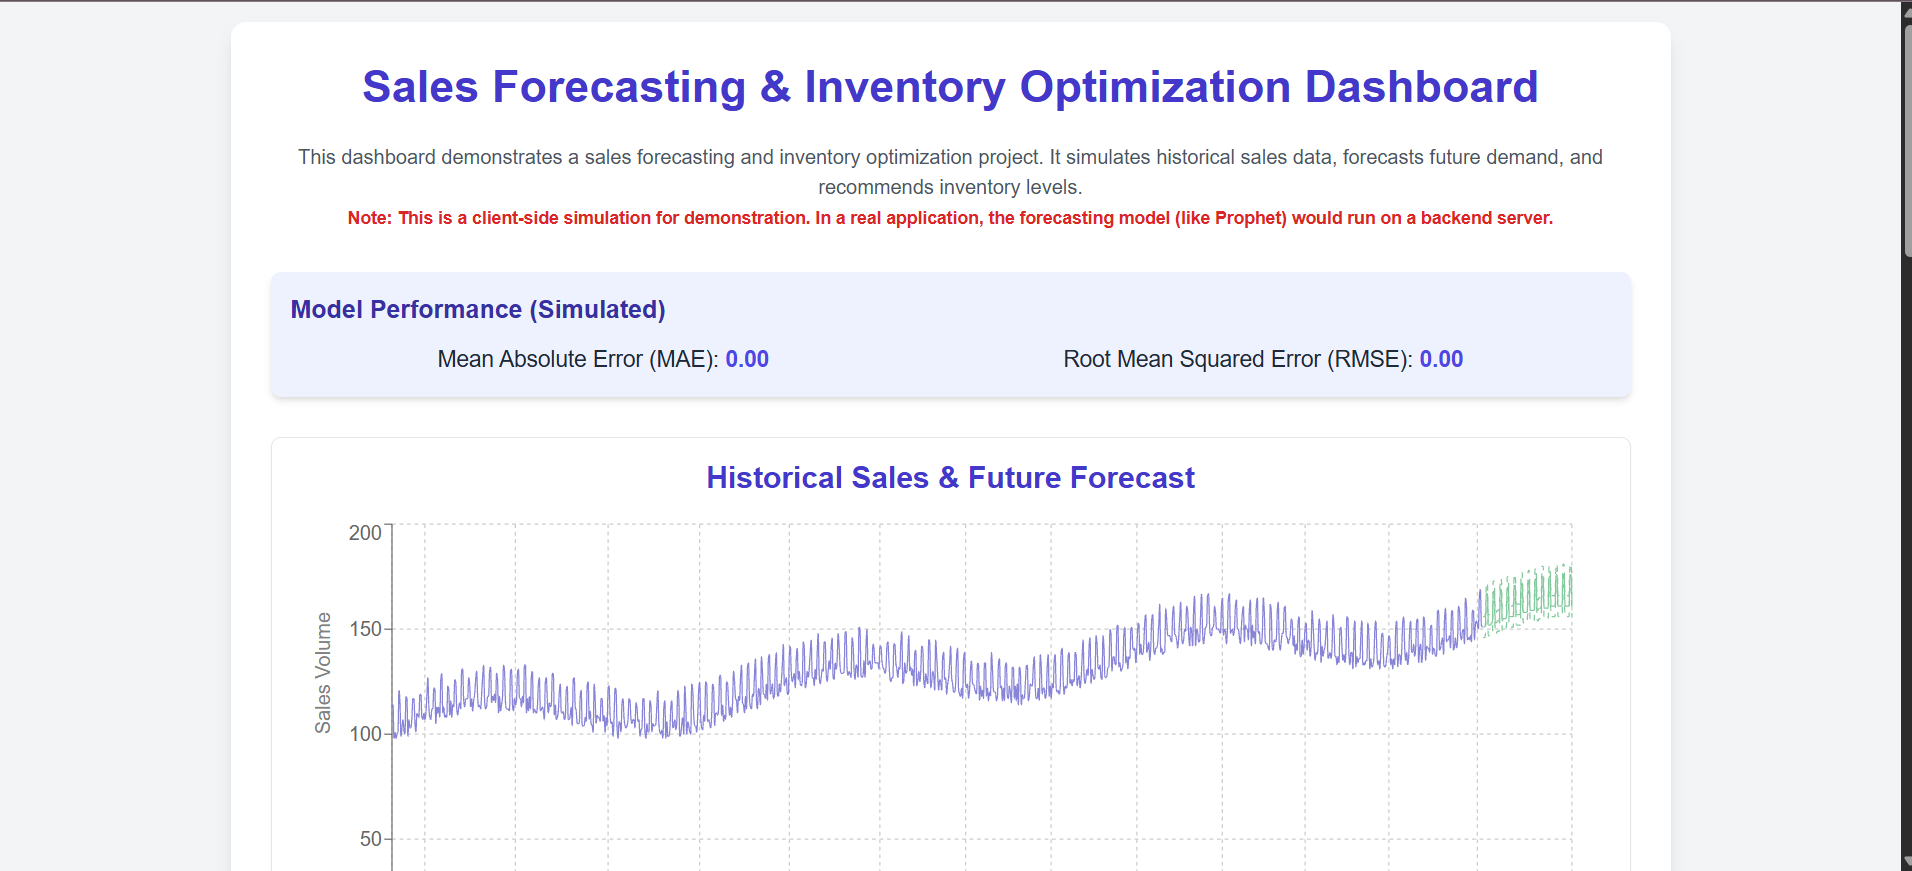 Sales Forecasting & Inventory Optimization Dashboard
This dashboard demonstrates a sales forecasting and inventory optimization project. It simulates historical sales data, forecasts future demand, and
recommends inventory levels.
Note: This is a client-side simulation for demonstration. In a real application, the forecasting model (like Prophet) would run on a backend server.
Model Performance (Simulated)
Mean Absolute Error (MAE): 0.00
Root Mean Squared Error (RMSE): 0.00
Historical Sales & Future Forecast
200
150
100
50
Sales Volume